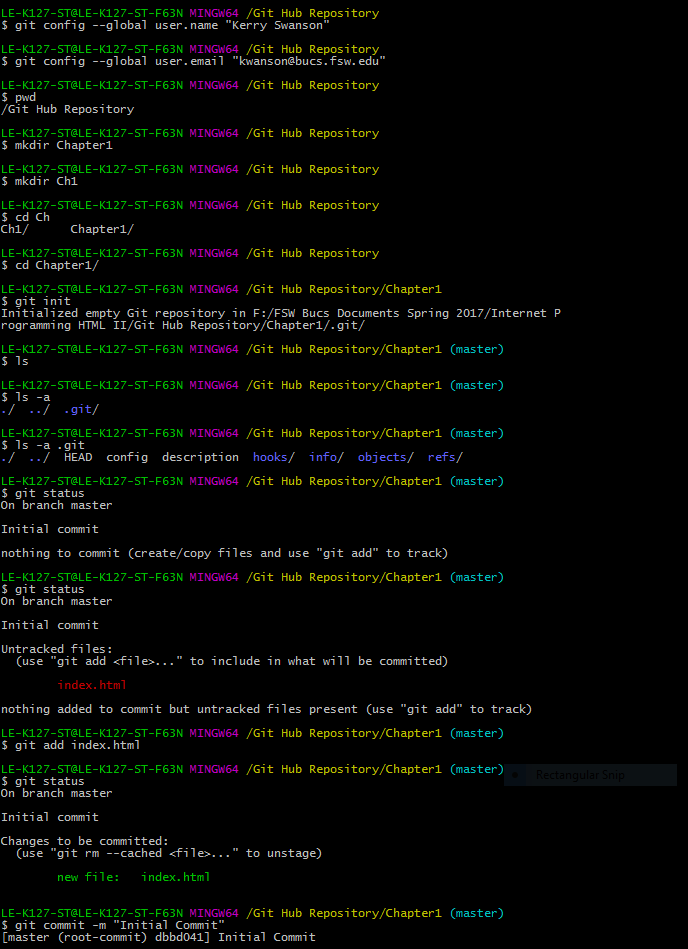 LE-K127-ST@LE-K127-ST-F63N MINGW64 /Git Hub Repository
$ git config --global user.name "Kerry Swanson"
LE-K127-ST@LE-K127-ST-F63N MINGW64 /Git Hub Repository
$ git config --global user.email "kwanson@bucs.fsw.edu"
LE-K127-ST@LE-K127-ST-F63N MINGW64 /Git Hub Repository
$ pwd
/Git Hub Repository
LE-K127-ST@LE-K127-ST-F63N MINGW64 /Git Hub Repository
$ mkdir Chapter1
LE-K127-ST@LE-K127-ST-F63N MINGW64 /Git Hub Repository
$ mkdir Ch1
LE-K127-ST@LE-K127-ST-F63N MINGW64 /Git Hub Repository
$ cd Ch
Ch1/      Chapter1/
LE-K127-ST@LE-K127-ST-F63N MINGW64 /Git Hub Repository
$ cd Chapter1/
LE-K127-ST@LE-K127-ST-F63N MINGW64 /Git Hub Repository/Chapter1
$ git init
Initialized empty Git repository in F:/FSW Bucs Documents Spring 2017/Internet P
rogramming HTML II/Git Hub Repository/Chapter1/.git/
LE-K127-ST@LE-K127-ST-F63N MINGW64 /Git Hub Repository/Chapter1 (master)
$ ls
LE-K127-ST@LE-K127-ST-F63N MINGW64 /Git Hub Repository/Chapter1 (master)
$ ls -a
./  ../  .git/
LE-K127-ST@LE-K127-ST-F63N MINGW64 /Git Hub Repository/Chapter1 (master)
$ ls -a .git
./  ../  HEAD  config  description  hooks/  info/  objects/  refs/
LE-K127-ST@LE-K127-ST-F63N MINGW64 /Git Hub Repository/Chapter1 (master)
$ git status
On branch master
Initial commit
nothing to commit (create/copy files and use "git add" to track)
LE-K127-ST@LE-K127-ST-F63N MINGW64 /Git Hub Repository/Chapter1 (master)
$ git status
On branch master
Initial commit
Untracked files:
  (use "git add <file>..." to include in what will be committed)
        index.html
nothing added to commit but untracked files present (use "git add" to track)
LE-K127-ST@LE-K127-ST-F63N MINGW64 /Git Hub Repository/Chapter1 (master)
$ git add index.html
LE-K127-ST@LE-K127-ST-F63N MINGW64 /Git Hub Repository/Chapter1 (master)
Rectangular Snip
$ git status
On branch master
Initial commit
Changes to be committed:
  (use "git rm --cached <file>..." to unstage)
        new file:   index.html
LE-K127-ST@LE-K127-ST-F63N MINGW64 /Git Hub Repository/Chapter1 (master)
$ git commit -m "Initial Commit"
[master (root-commit) dbbd041] Initial Commit